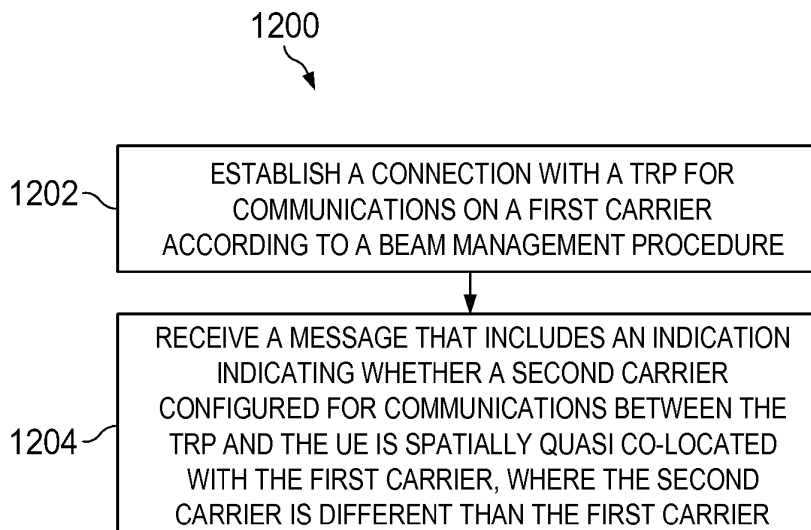 1200
1202
ESTABLISH A CONNECTION WITH A TRP FOR
COMMUNICATIONS ON A FIRST CARRIER
ACCORDING TO A BEAM MANAGEMENT PROCEDURE
1204
RECEIVE A MESSAGE THAT INCLUDES AN INDICATION
INDICATING WHETHER A SECOND CARRIER
CONFIGURED FOR COMMUNICATIONS BETWEEN THE
TRP AND THE UE IS SPATIALLY QUASI CO-LOCATED
WITH THE FIRST CARRIER, WHERE THE SECOND
CARRIER IS DIFFERENT THAN THE FIRST CARRIER